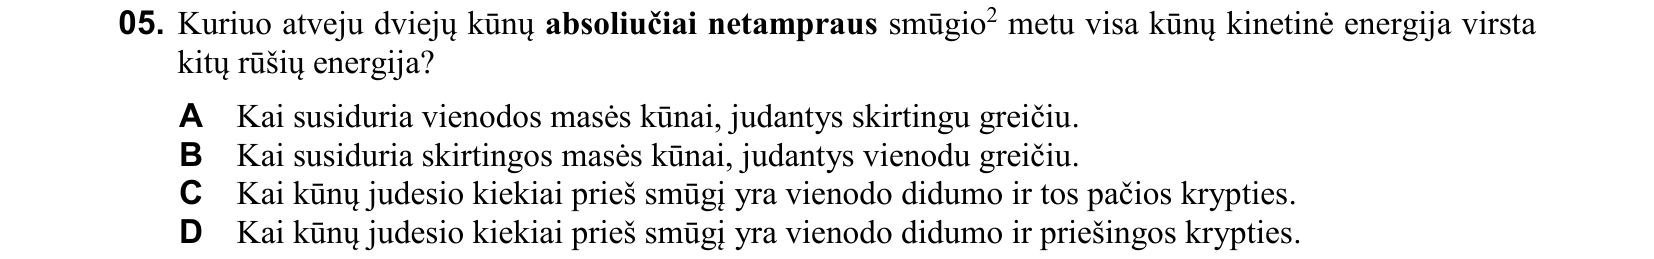 05. Kuriuo atveju dviejų kūnų absoliučiai netampraus smūgio² metu visa kūnų kinetinė energija virsta
kitų rūšių energija?
A Kai susiduria vienodos masės kūnai, judantys skirtingu greičiu.
B Kai susiduria skirtingos masės kūnai, judantys vienodu greičiu.
C Kai kūnų judesio kiekiai prieš smūgį yra vienodo didumo ir tos pačios krypties.
D Kai kūnų judesio kiekiai prieš smūgį yra vienodo didumo ir priešingos krypties.